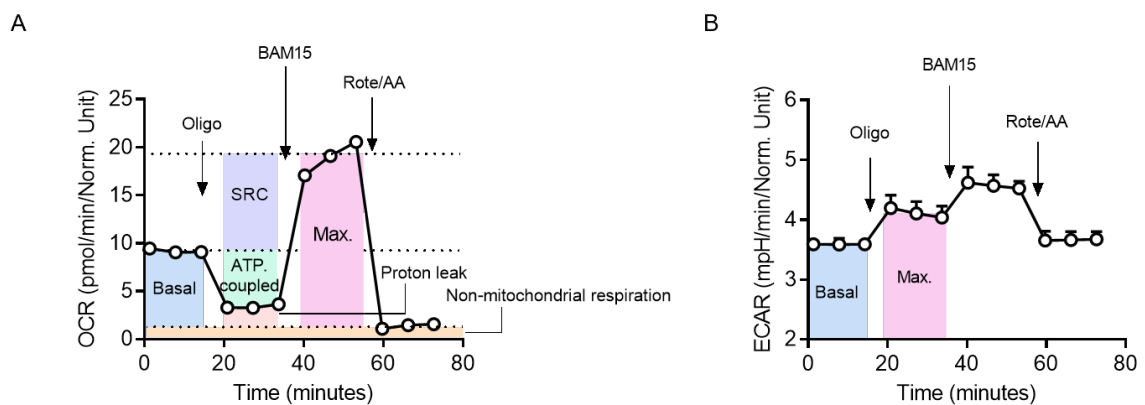 A
B
BAM15
Rote/AA
Oligo
25
20
15
10
5
0
OCR (pmol/min/Norm. Unit)
SRC
Max.
Basal
ATP.
coupled
Proton leak
Non-mitochondrial respiration
0
20
40
60
80
Time (minutes)
BAM15
Oligo
Rote/AA
6
5
4
3
2
ECAR (mpH/min/Norm. Unit)
Basal
Max.
0
20
40
60
80
Time (minutes)